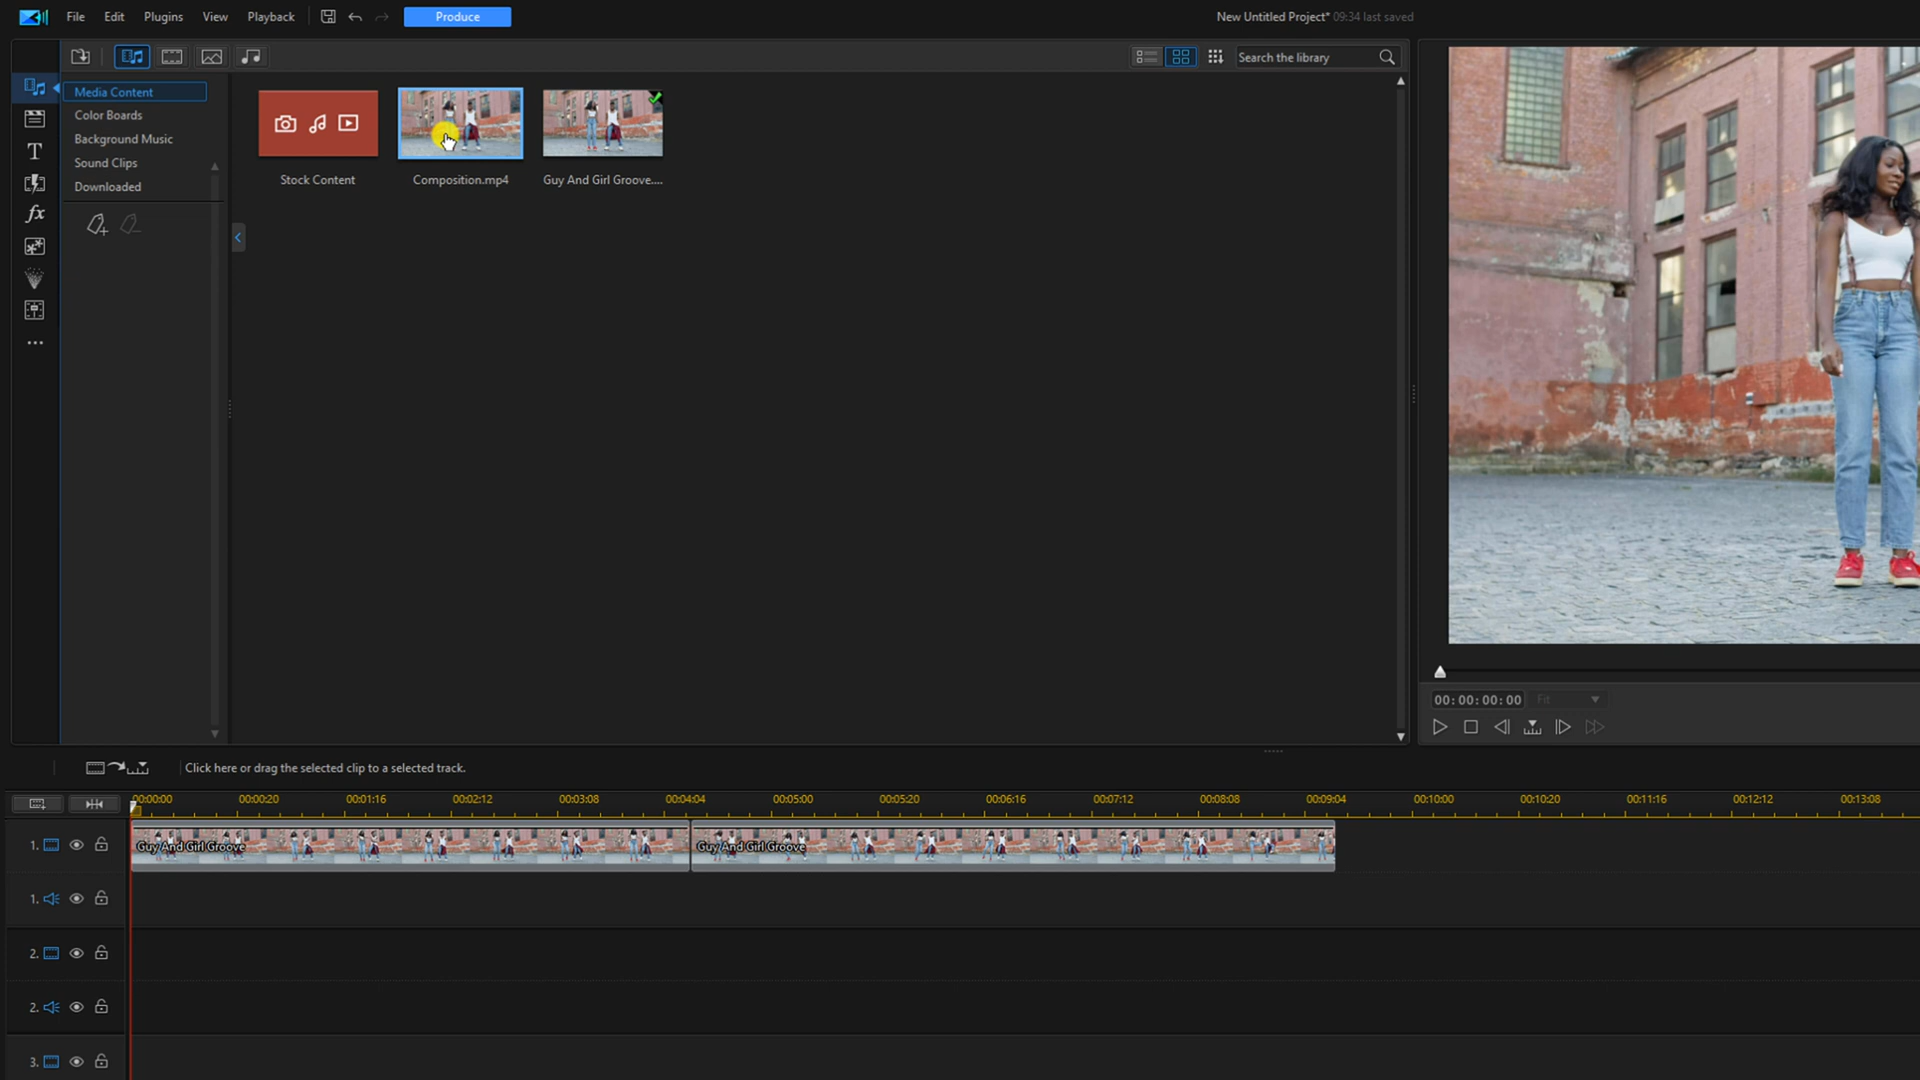 File Edit Plugins View Playback Produce New Untitled Project* 09:34 last saved
Search the library
Media Content
Color Boards
Background Music
Sound Clips
Downloaded
Stock Content Composition.mp4 Guy And Girl Groove....
00:00:00:00 Fit
Click here or drag the selected clip to a selected track.
00:00:00 00:00:20 00:01:16 00:02:12 00:03:08 00:04:04 00:05:00 00:05:20 00:06:16 00:07:12 00:08:08 00:09:04 00:10:00 00:10:20 00:11:16 00:12:12 00:13:08
1. Guy And Girl Groove Guy And Girl Groove
1.
2.
2.
3.